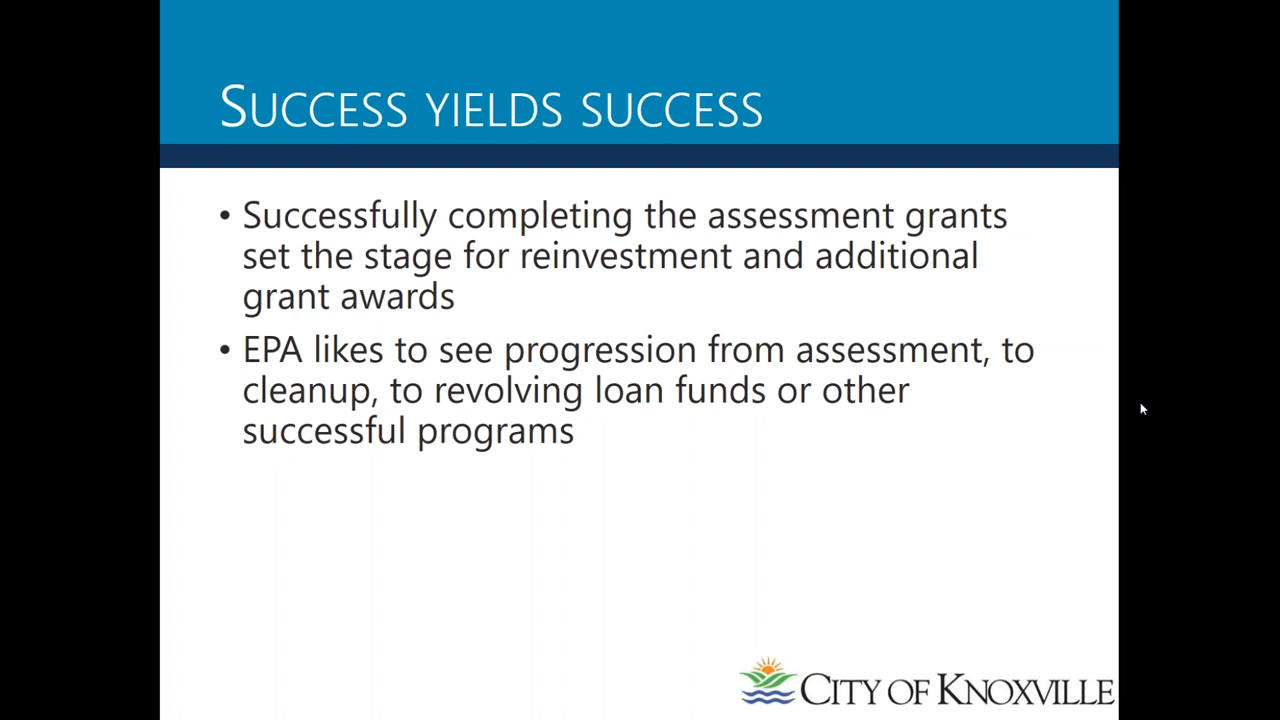 Success yields success
• Successfully completing the assessment grants
set the stage for reinvestment and additional
grant awards
• EPA likes to see progression from assessment, to
cleanup, to revolving loan funds or other
successful programs
City of Knoxville